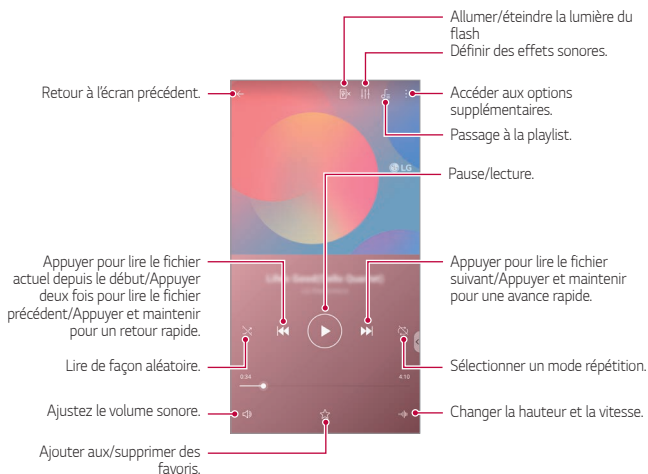 Allumer/éteindre la lumière du
flash
Définir des effets sonores.
Retour à l'écran précédent.
Accéder aux options
supplémentaires.
Passage à la playlist.
LG
Pause/lecture.
Appuyer pour lire le fichier
actuel depuis le début/Appuyer
deux fois pour lire le fichier
précédent/Appuyer et maintenir
pour un retour rapide.
Appuyer pour lire le fichier
suivant/Appuyer et maintenir
pour une avance rapide.
Lire de façon aléatoire.
Sélectionner un mode répétition.
0:34
4:10
Ajustez le volume sonore.
Changer la hauteur et la vitesse.
Ajouter aux/supprimer des
favoris.